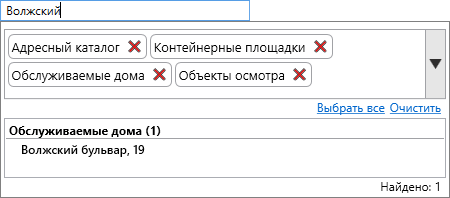 Волжский
Адресный каталог Контейнерные площадки
Обслуживаемые дома Объекты осмотра
Выбрать все Очистить
Обслуживаемые дома (1)
Волжский бульвар, 19
Найдено: 1